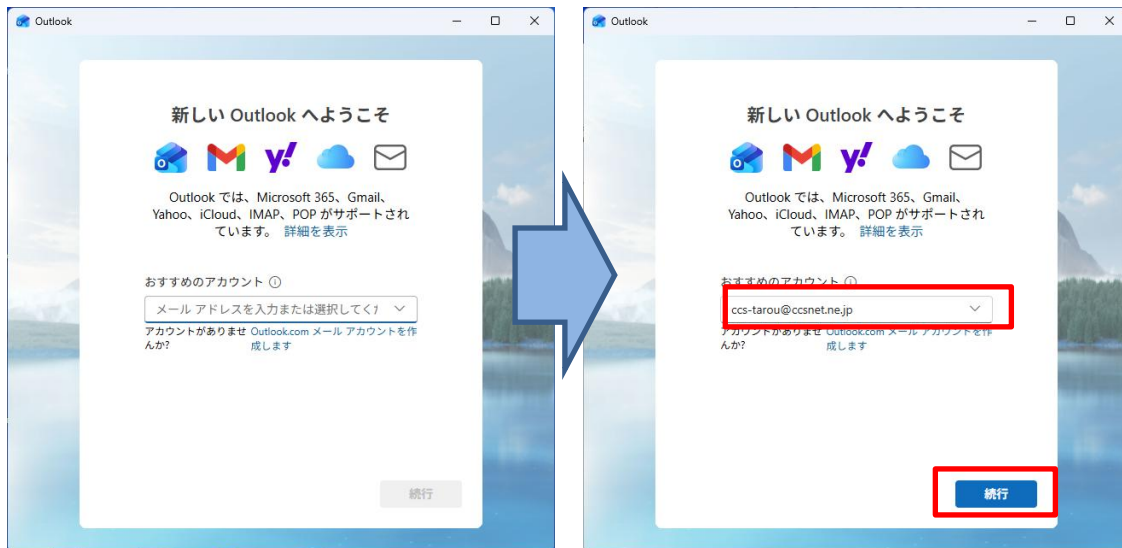 Outlook
新しい Outlook へようこそ
Outlook では、Microsoft 365、Gmail、
Yahoo、iCloud、IMAP、POP がサポートされ
ています。 詳細を表示
おすすめのアカウント
メール アドレスを入力または選択してくだ
アカウントがありませ Outlook.com メール アカウントを作
んか? 成します
続行
Outlook
新しい Outlook へようこそ
Outlook では、Microsoft 365、Gmail、
Yahoo、iCloud、IMAP、POP がサポートされ
ています。 詳細を表示
おすすめのアカウント
ccs-tarou@ccsnet.ne.jp
アカウントがありませ Outlook.com メール アカウントを作
んか? 成します
続行